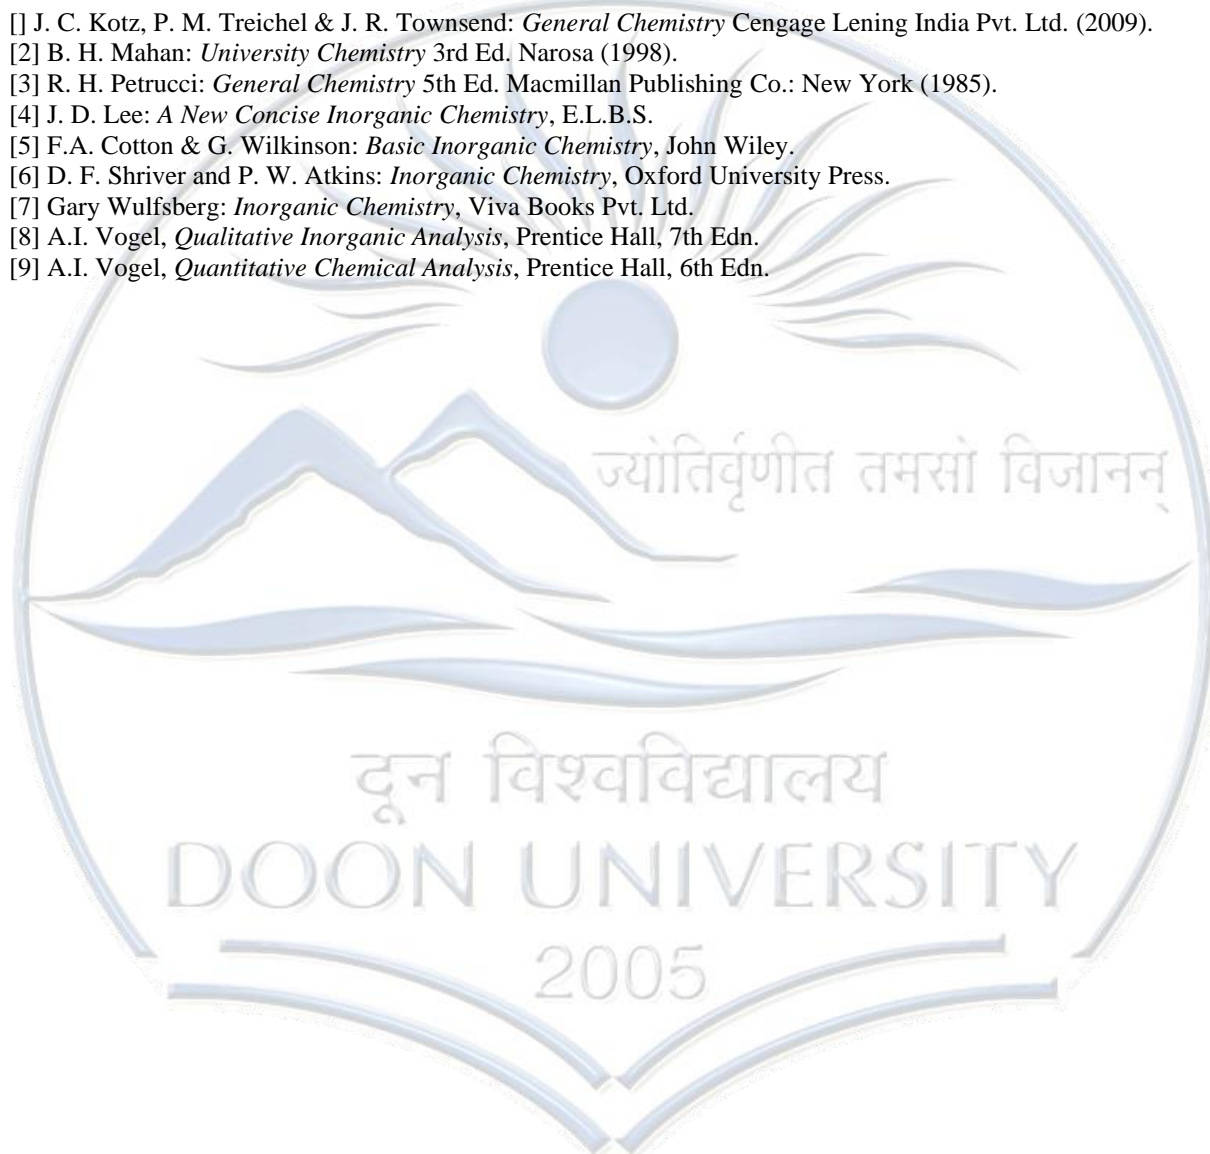 [] J. C. Kotz, P. M. Treichel & J. R. Townsend: General Chemistry Cengage Lening India Pvt. Ltd. (2009).
[2] B. H. Mahan: University Chemistry 3rd Ed. Narosa (1998).
[3] R. H. Petrucci: General Chemistry 5th Ed. Macmillan Publishing Co.: New York (1985).
[4] J. D. Lee: A New Concise Inorganic Chemistry, E.L.B.S.
[5] F.A. Cotton & G. Wilkinson: Basic Inorganic Chemistry, John Wiley.
[6] D. F. Shriver and P. W. Atkins: Inorganic Chemistry, Oxford University Press.
[7] Gary Wulfsberg: Inorganic Chemistry, Viva Books Pvt. Ltd.
[8] A.I. Vogel, Qualitative Inorganic Analysis, Prentice Hall, 7th Edn.
[9] A.I. Vogel, Quantitative Chemical Analysis, Prentice Hall, 6th Edn.
ज्योतिर्वृणीत तमसो विजानन्
दून विश्वविद्यालय
DOON UNIVERSITY
2005